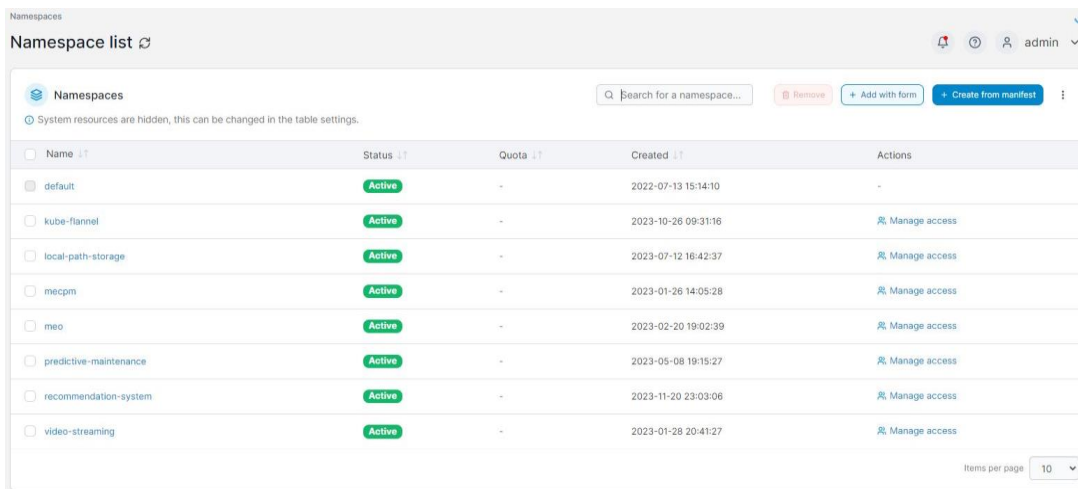 Namespaces
Namespace list
admin
Namespaces
Search for a namespace...
Remove
+ Add with form
+ Create from manifest
System resources are hidden, this can be changed in the table settings.
Name Status Quota Created Actions
default Active - 2022-07-13 15:14:10 -
kube-flannel Active - 2023-10-26 09:31:16 Manage access
local-path-storage Active - 2023-07-12 16:42:37 Manage access
mecpm Active - 2023-01-26 14:05:28 Manage access
meo Active - 2023-02-20 19:02:39 Manage access
predictive-maintenance Active - 2023-05-08 19:15:27 Manage access
recommendation-system Active - 2023-11-20 23:03:06 Manage access
video-streaming Active - 2023-01-28 20:41:27 Manage access
Items per page 10